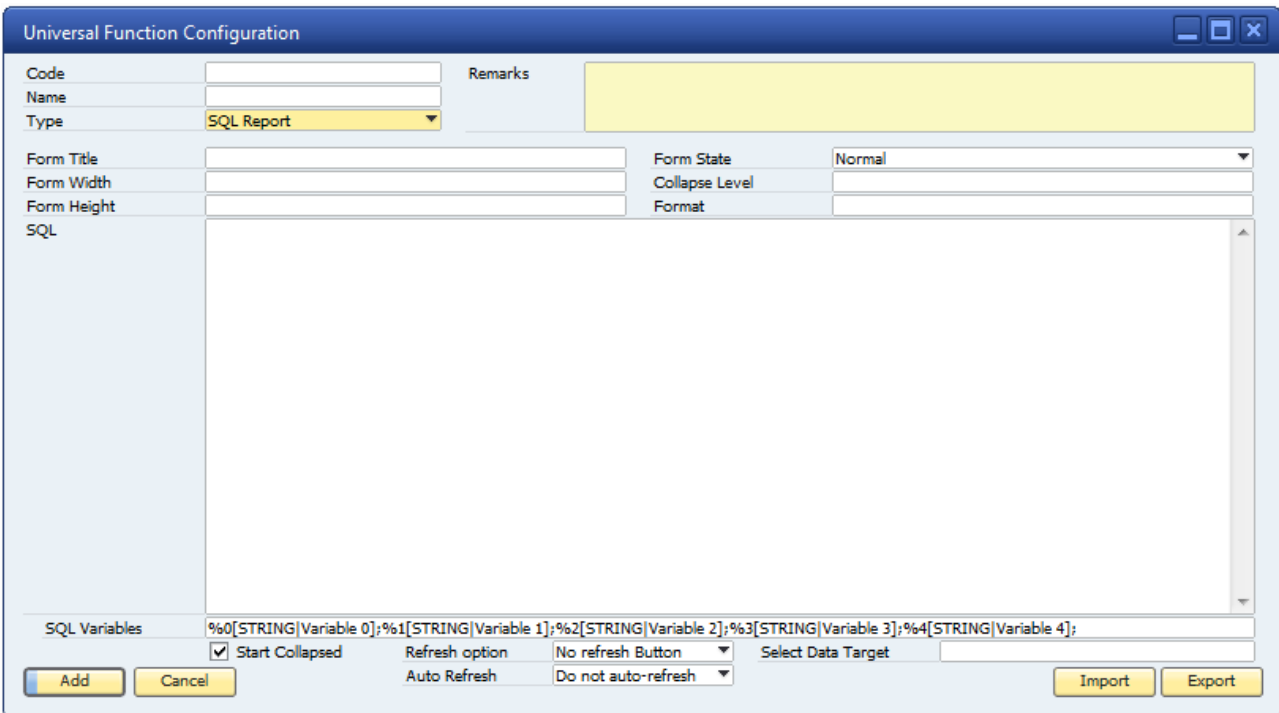 Universal Function Configuration
Code
Remarks
Name
Type SQL Report
Form Title Form State Normal
Form Width Collapse Level
Form Height Format
SQL
SQL Variables %0[STRING|Variable 0];%1[STRING|Variable 1];%2[STRING|Variable 2];%3[STRING|Variable 3];%4[STRING|Variable 4];
Start Collapsed Refresh option No refresh Button Select Data Target
Auto Refresh Do not auto-refresh
Add Cancel Import Export